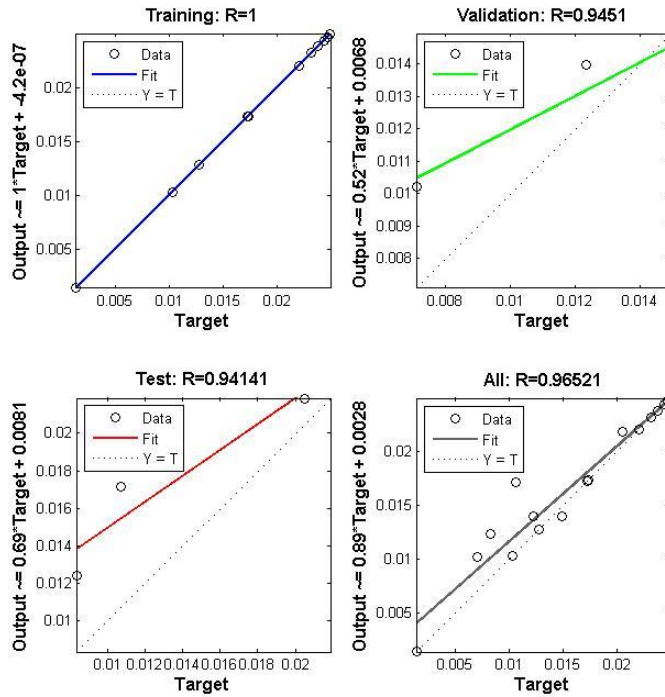 Training: R=1
Output ~= 1*Target + -4.2e-07
Data
Fit
Y = T
0.02
0.015
0.01
0.005
0.005 0.01 0.015 0.02
Target
Validation: R=0.9451
Output ~= 0.52*Target + 0.0068
Data
Fit
Y = T
0.014
0.013
0.012
0.011
0.01
0.009
0.008
0.008 0.01 0.012 0.014
Target
Test: R=0.94141
Output ~= 0.69*Target + 0.0081
Data
Fit
Y = T
0.02
0.018
0.016
0.014
0.012
0.01
0.01 0.012 0.014 0.016 0.018 0.02
Target
All: R=0.96521
Output ~= 0.89*Target + 0.0028
Data
Fit
Y = T
0.02
0.015
0.01
0.005
0.005 0.01 0.015 0.02
Target